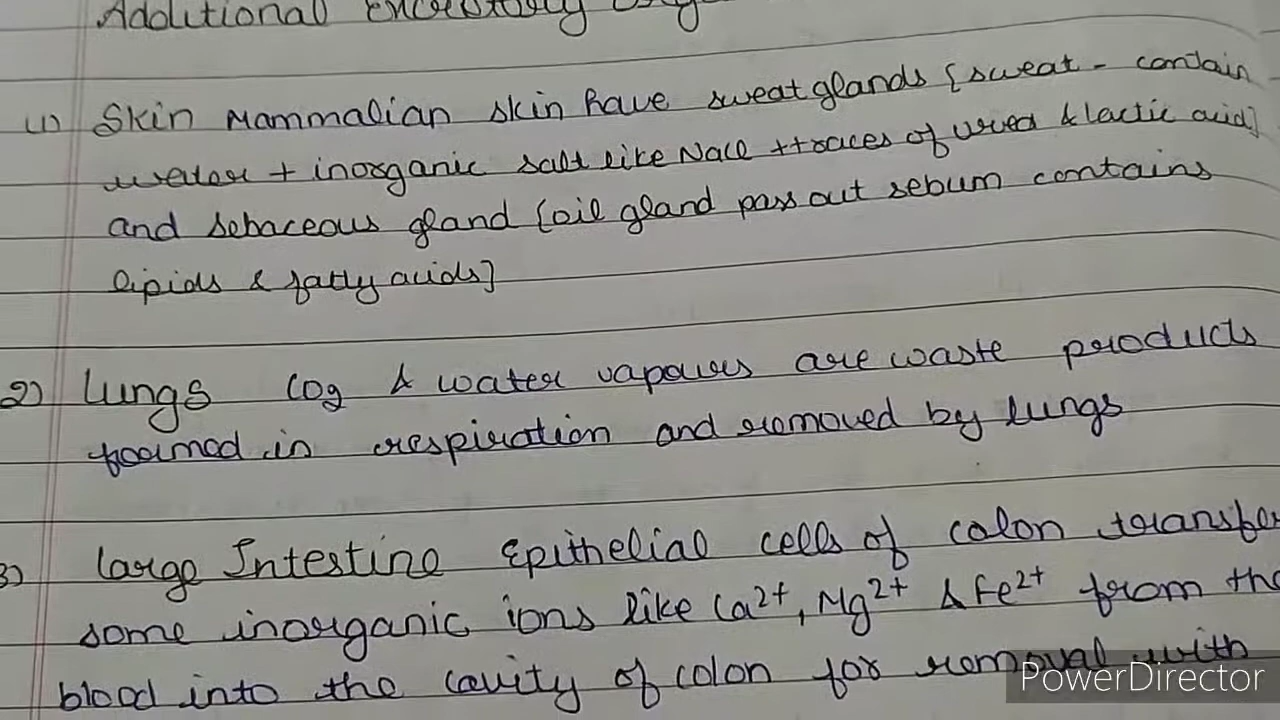 Additional Excretory
(1) Skin Mammalian skin have sweat glands {sweat - contain
water + inorganic salt like NaCl + traces of urea & lactic acid]
and sebaceous gland {oil gland pass out sebum contains
lipids & fatty acids]
2) Lungs CO2 & water vapours are waste products
formed in respiration and removed by lungs
3) Large Intestine Epithelial cells of colon transfer
some inorganic ions like Ca2+, Mg2+ & Fe2+ from the
blood into the cavity of colon for removal with
PowerDirector